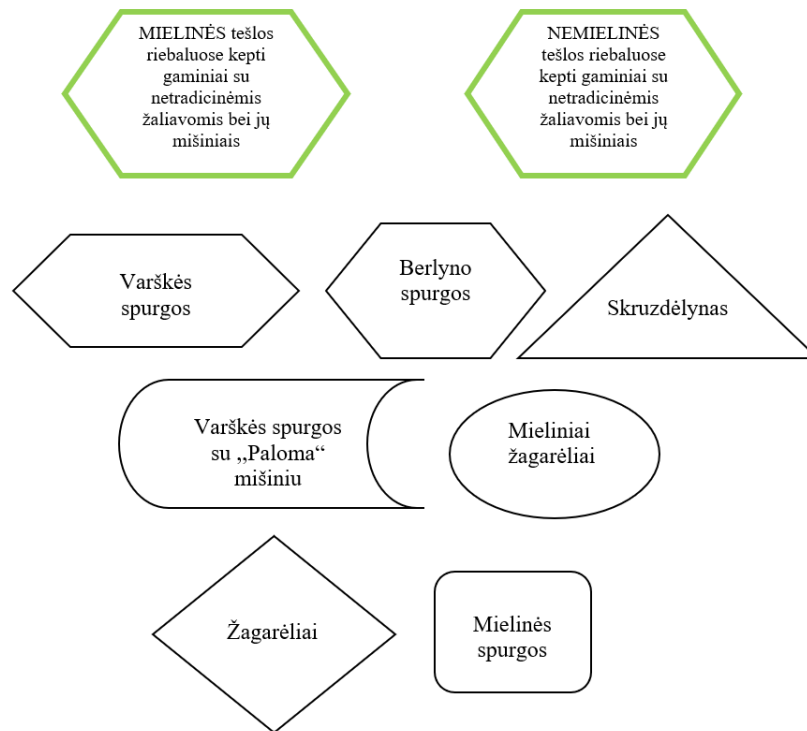 MIELINĖS tešlos
riebaluose kepti
gaminiai su
netradicinėmis
žaliavomis bei jų
mišiniais
NEMIELINĖS
tešlos riebaluose
kepti gaminiai su
netradicinėmis
žaliavomis bei jų
mišiniais
Varškės
spurgos
Berlyno
spurgos
Skruzdėlynas
Varškės spurgos
su „Paloma“
mišiniu
Mieliniai
žagarėliai
Žagarėliai
Mielinės
spurgos